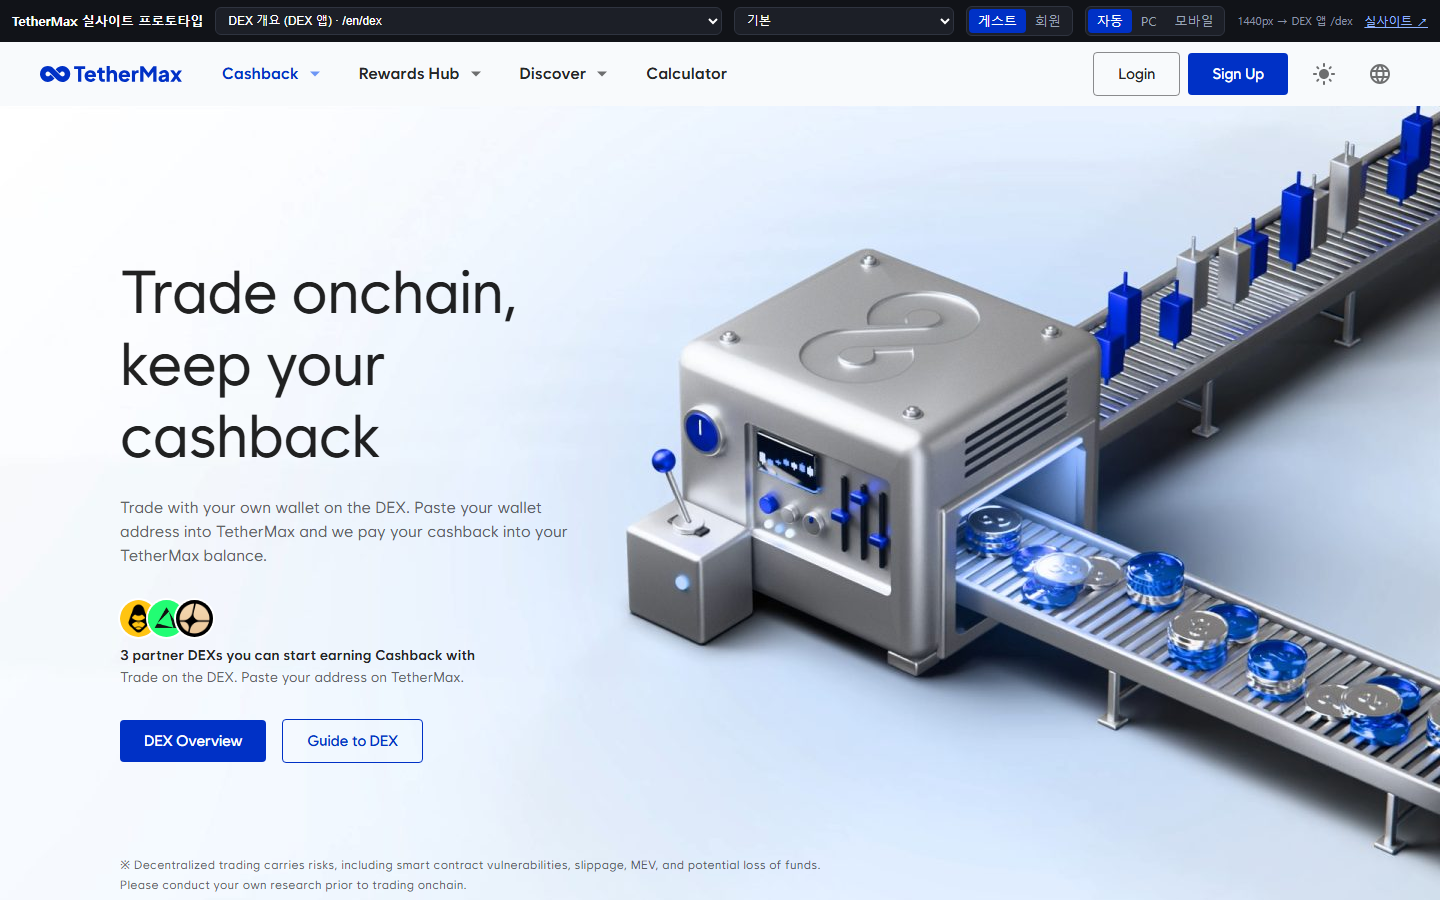 TetherMax 실사이트 프로토타입
DEX 개요 (DEX 앱) · /en/dex
기본
게스트 회원
자동 PC 모바일
1440px → DEX 앱 /dex
실사이트 ↗
TetherMax
Cashback
Rewards Hub
Discover
Calculator
Login
Sign Up
Trade onchain,
keep your
cashback
Trade with your own wallet on the DEX. Paste your wallet
address into TetherMax and we pay your cashback into your
TetherMax balance.
3 partner DEXs you can start earning Cashback with
Trade on the DEX. Paste your address on TetherMax.
DEX Overview
Guide to DEX
※ Decentralized trading carries risks, including smart contract vulnerabilities, slippage, MEV, and potential loss of funds.
Please conduct your own research prior to trading onchain.